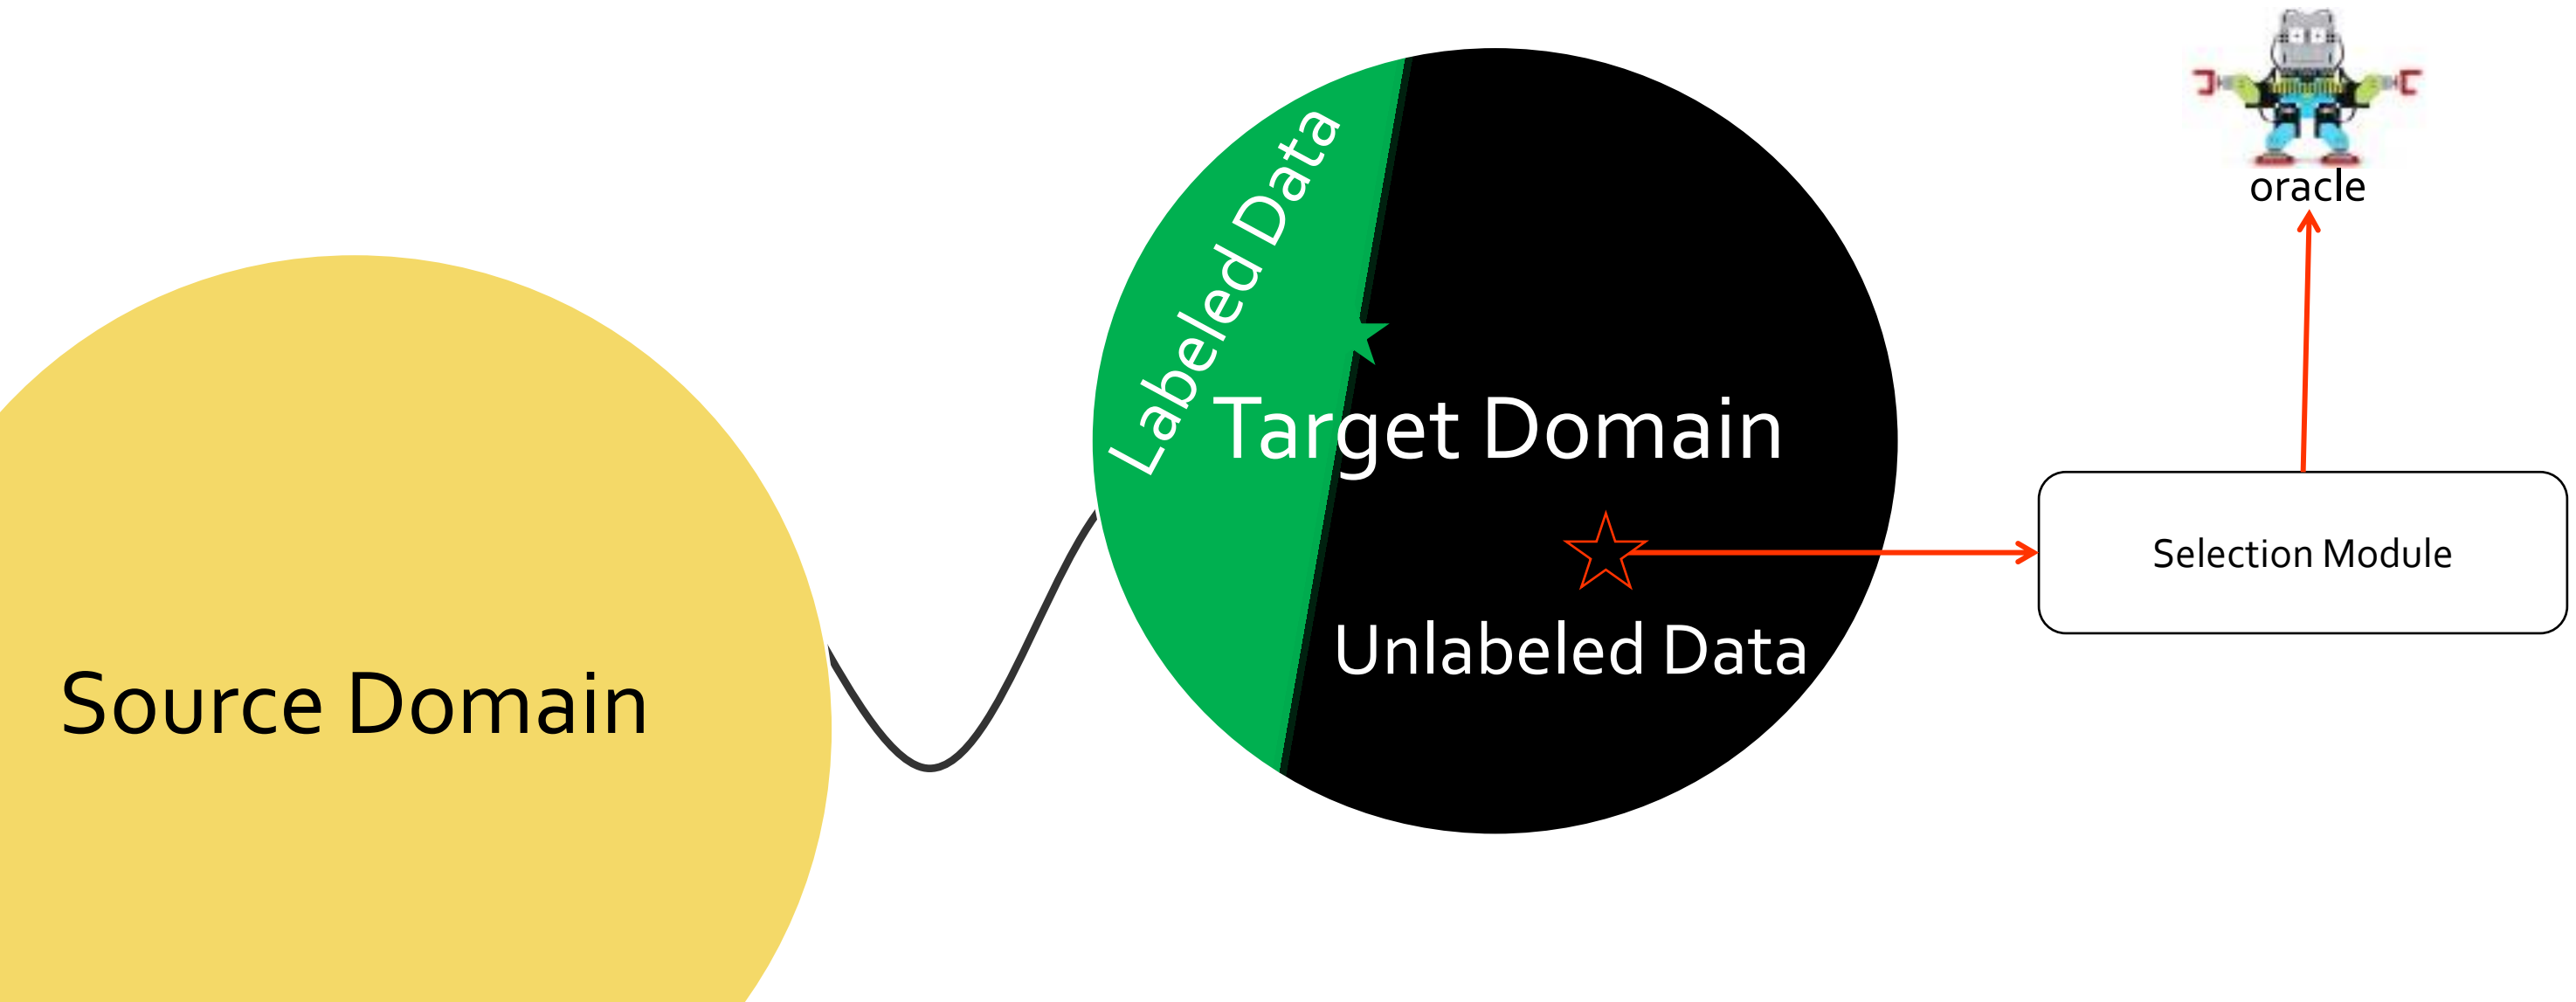 oracle
Labeled Data
Target Domain
Selection Module
Unlabeled Data
Source Domain